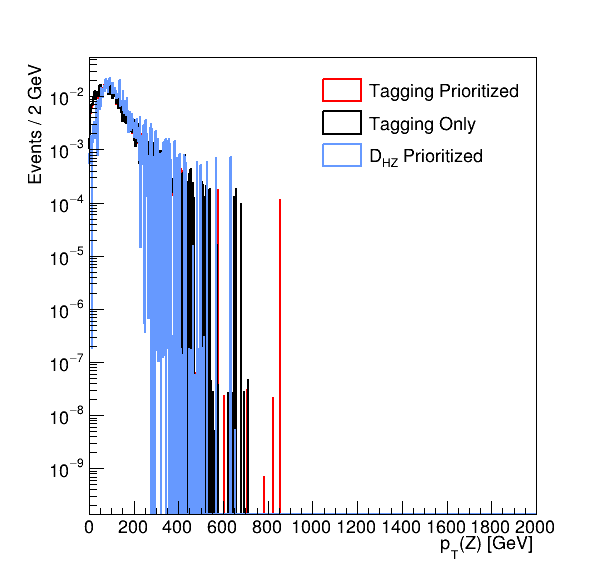 Events / 2 GeV
10⁻²
10⁻³
10⁻⁴
10⁻⁵
10⁻⁶
10⁻⁷
10⁻⁸
10⁻⁹
Tagging Prioritized
Tagging Only
D_HZ Prioritized
0 200 400 600 800 1000 1200 1400 1600 1800 2000
p_T(Z) [GeV]